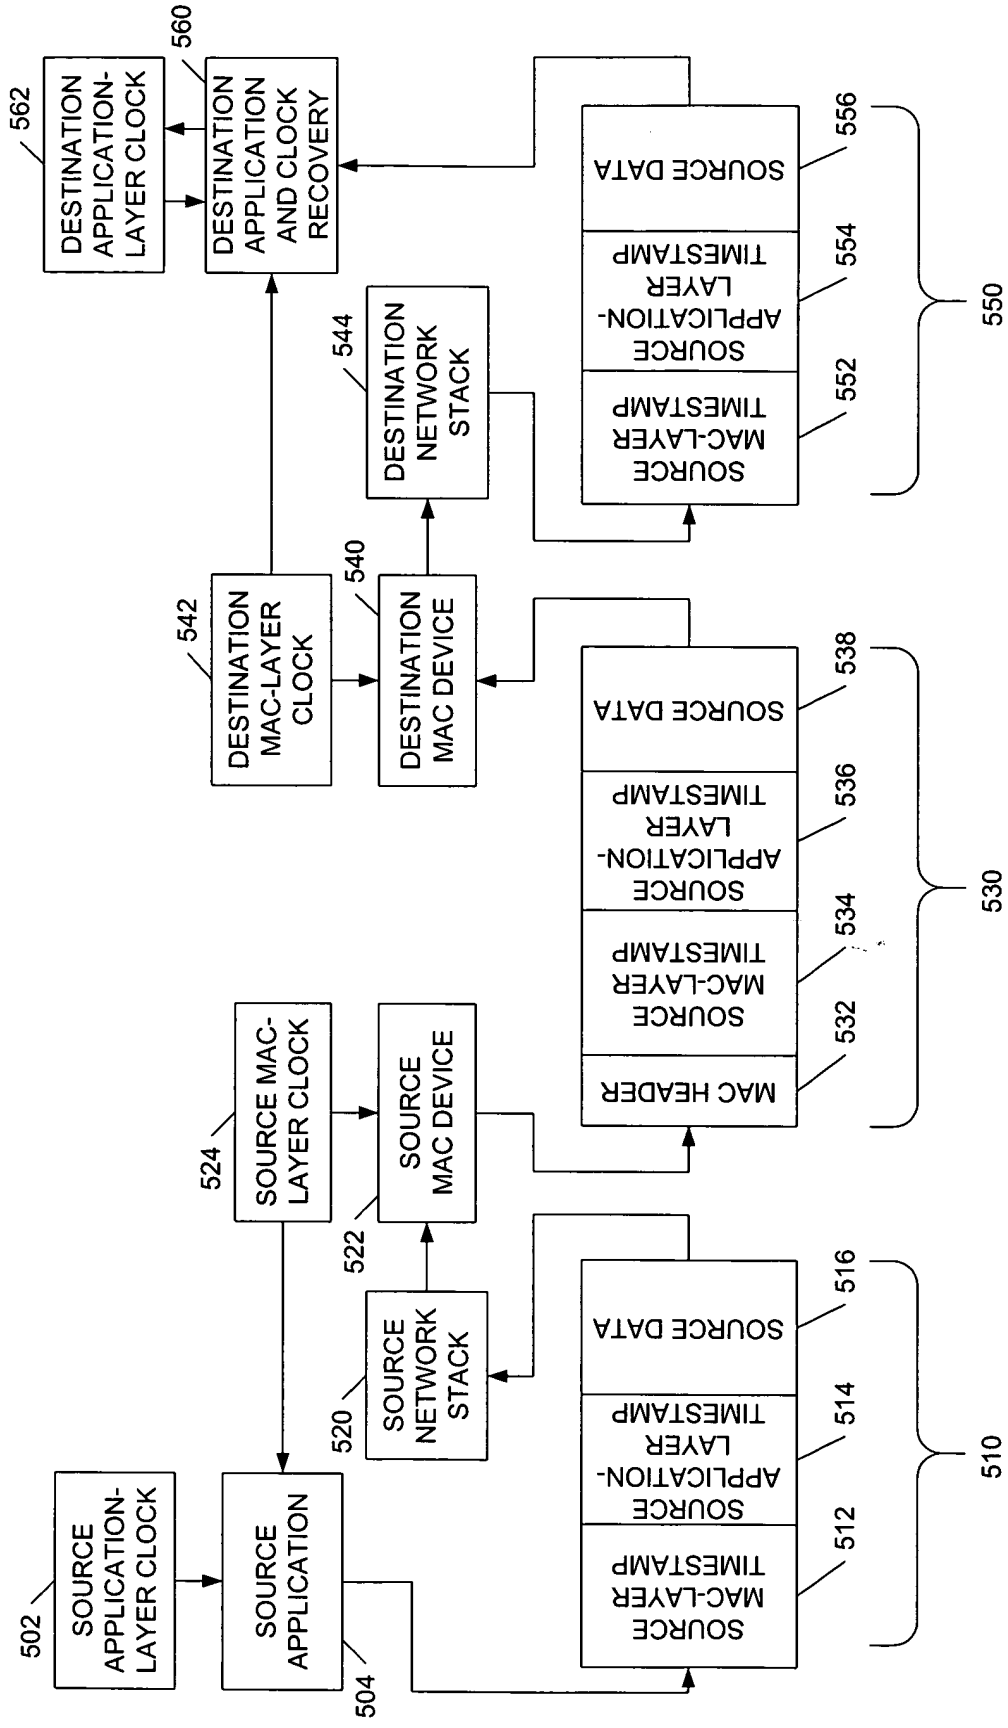 502
SOURCE
APPLICATION-
LAYER CLOCK
SOURCE
APPLICATION
504
524
SOURCE MAC-
LAYER CLOCK
520
SOURCE
NETWORK
STACK
522
SOURCE
MAC DEVICE
SOURCE
MAC-LAYER
TIMESTAMP
512
SOURCE
APPLICATION-
LAYER
TIMESTAMP
514
SOURCE DATA
516
510
MAC HEADER
532
SOURCE
MAC-LAYER
TIMESTAMP
534
SOURCE
APPLICATION-
LAYER
TIMESTAMP
536
SOURCE DATA
538
530
542
DESTINATION
MAC-LAYER
CLOCK
540
DESTINATION
MAC DEVICE
544
DESTINATION
NETWORK
STACK
SOURCE
MAC-LAYER
TIMESTAMP
552
SOURCE
APPLICATION-
LAYER
TIMESTAMP
554
SOURCE DATA
556
550
562
DESTINATION
APPLICATION-
LAYER CLOCK
560
DESTINATION
APPLICATION
AND CLOCK
RECOVERY